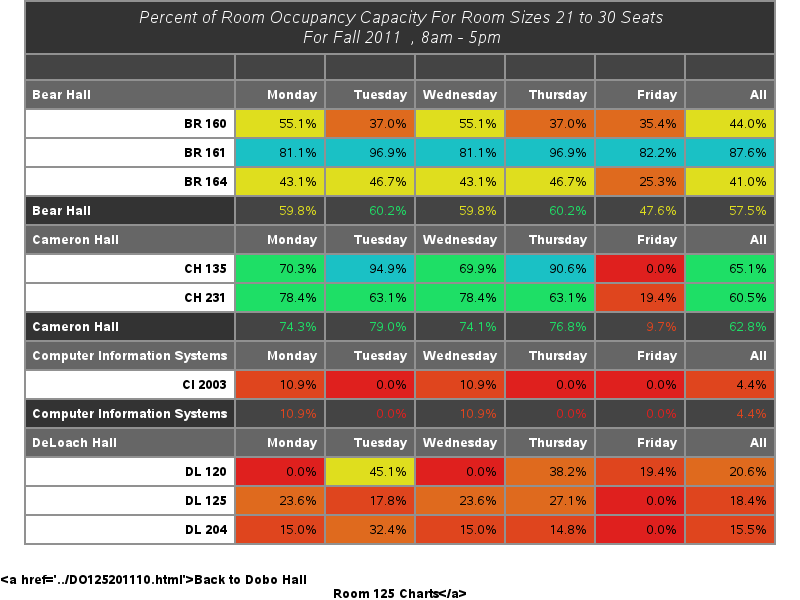 Percent of Room Occupancy Capacity For Room Sizes 21 to 30 Seats
For Fall 2011 , 8am - 5pm
Bear Hall Monday Tuesday Wednesday Thursday Friday All
BR 160 55.1% 37.0% 55.1% 37.0% 35.4% 44.0%
BR 161 81.1% 96.9% 81.1% 96.9% 82.2% 87.6%
BR 164 43.1% 46.7% 43.1% 46.7% 25.3% 41.0%
Bear Hall 59.8% 60.2% 59.8% 60.2% 47.6% 57.5%
Cameron Hall Monday Tuesday Wednesday Thursday Friday All
CH 135 70.3% 94.9% 69.9% 90.6% 0.0% 65.1%
CH 231 78.4% 63.1% 78.4% 63.1% 19.4% 60.5%
Cameron Hall 74.3% 79.0% 74.1% 76.8% 9.7% 62.8%
Computer Information Systems Monday Tuesday Wednesday Thursday Friday All
CI 2003 10.9% 0.0% 10.9% 0.0% 0.0% 4.4%
Computer Information Systems 10.9% 0.0% 10.9% 0.0% 0.0% 4.4%
DeLoach Hall Monday Tuesday Wednesday Thursday Friday All
DL 120 0.0% 45.1% 0.0% 38.2% 19.4% 20.6%
DL 125 23.6% 17.8% 23.6% 27.1% 0.0% 18.4%
DL 204 15.0% 32.4% 15.0% 14.8% 0.0% 15.5%
<a href='../DO125201110.html'>Back to Dobo Hall
Room 125 Charts</a>